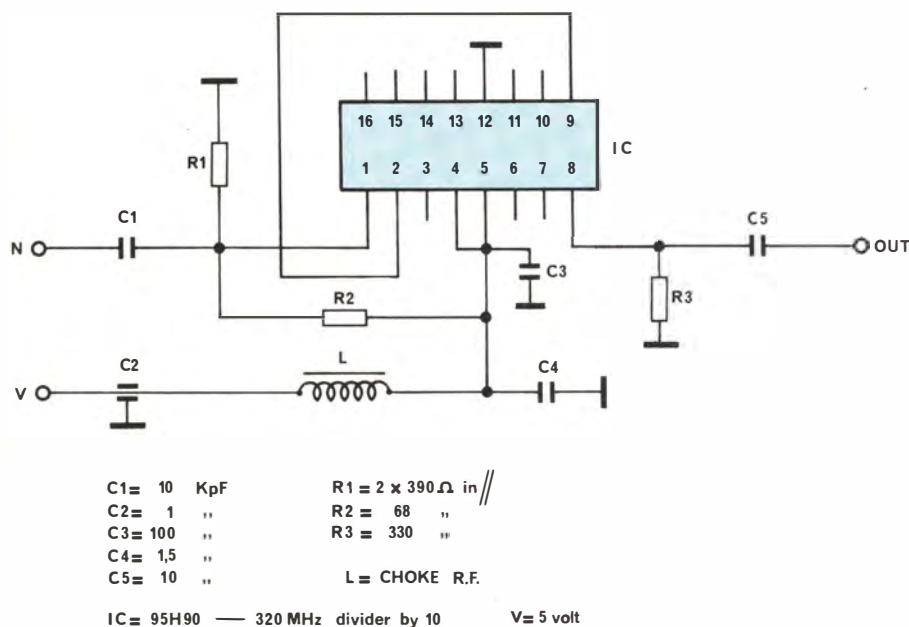 16 15 14 13 12 11 10 9
IC
R1
1 2 3 4 5 6 7 8
C1
C5
N
OUT
C3
R2
R3
L
C2
C4
V
C1= 10 KpF R1= 2 x 390Ω in //
C2= 1 ,, R2= 68 ,,
C3= 100 ,, R3= 330 ,,
C4= 1,5 ,,
C5= 10 ,, L= CHOKE R.F.
IC= 95H90 — 320 MHz divider by 10 V= 5 volt